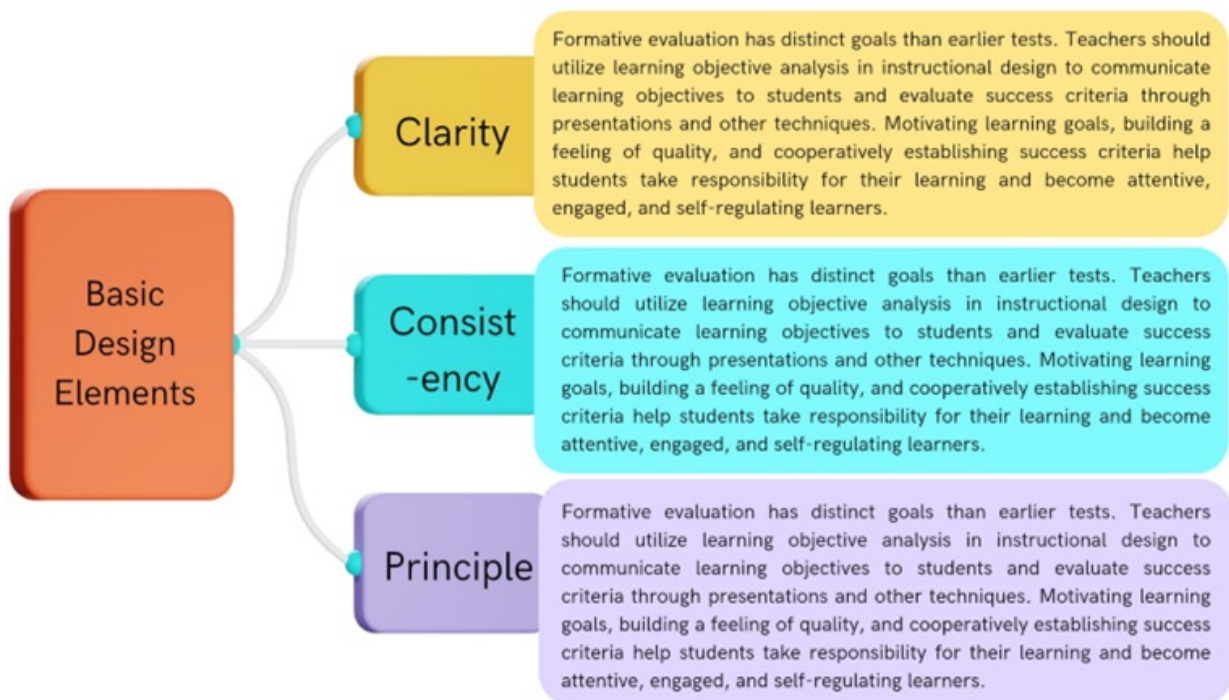 Basic
Design
Elements
Clarity
Formative evaluation has distinct goals than earlier tests. Teachers should
utilize learning objective analysis in instructional design to communicate
learning objectives to students and evaluate success criteria through
presentations and other techniques. Motivating learning goals, building a
feeling of quality, and cooperatively establishing success criteria help
students take responsibility for their learning and become attentive,
engaged, and self-regulating learners.
Consist
-ency
Formative evaluation has distinct goals than earlier tests. Teachers
should utilize learning objective analysis in instructional design to
communicate learning objectives to students and evaluate success
criteria through presentations and other techniques. Motivating learning
goals, building a feeling of quality, and cooperatively establishing success
criteria help students take responsibility for their learning and become
attentive, engaged, and self-regulating learners.
Principle
Formative evaluation has distinct goals than earlier tests. Teachers
should utilize learning objective analysis in instructional design to
communicate learning objectives to students and evaluate success
criteria through presentations and other techniques. Motivating learning
goals, building a feeling of quality, and cooperatively establishing success
criteria help students take responsibility for their learning and become
attentive, engaged, and self-regulating learners.